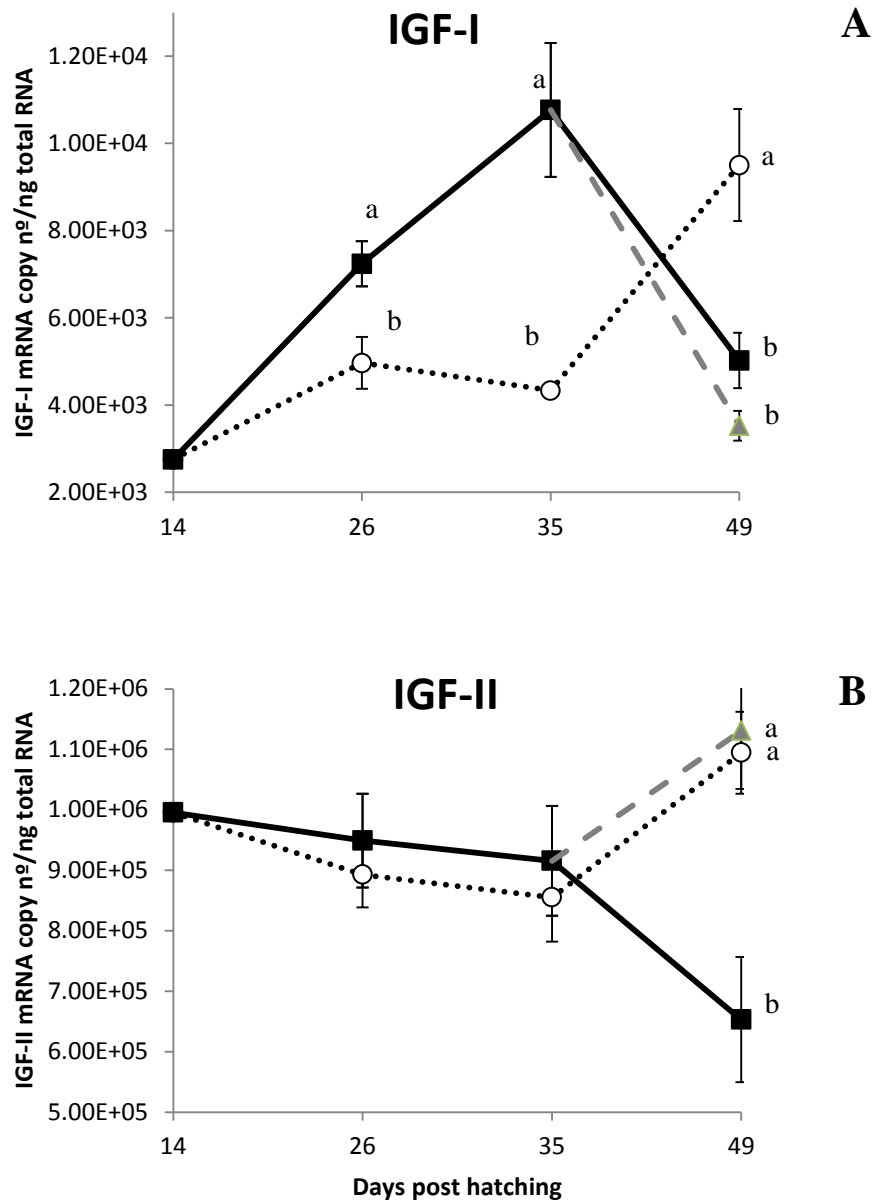 IGF-I
A
IGF-I mRNA copy nº/ng total RNA
1.20E+04
1.00E+04
8.00E+03
6.00E+03
4.00E+03
2.00E+03
a
a
a
b
b
b
b
14 26 35 49
IGF-II
B
IGF-II mRNA copy nº/ng total RNA
1.20E+06
1.10E+06
1.00E+06
9.00E+05
8.00E+05
7.00E+05
6.00E+05
5.00E+05
a
a
b
14 26 35 49
Days post hatching